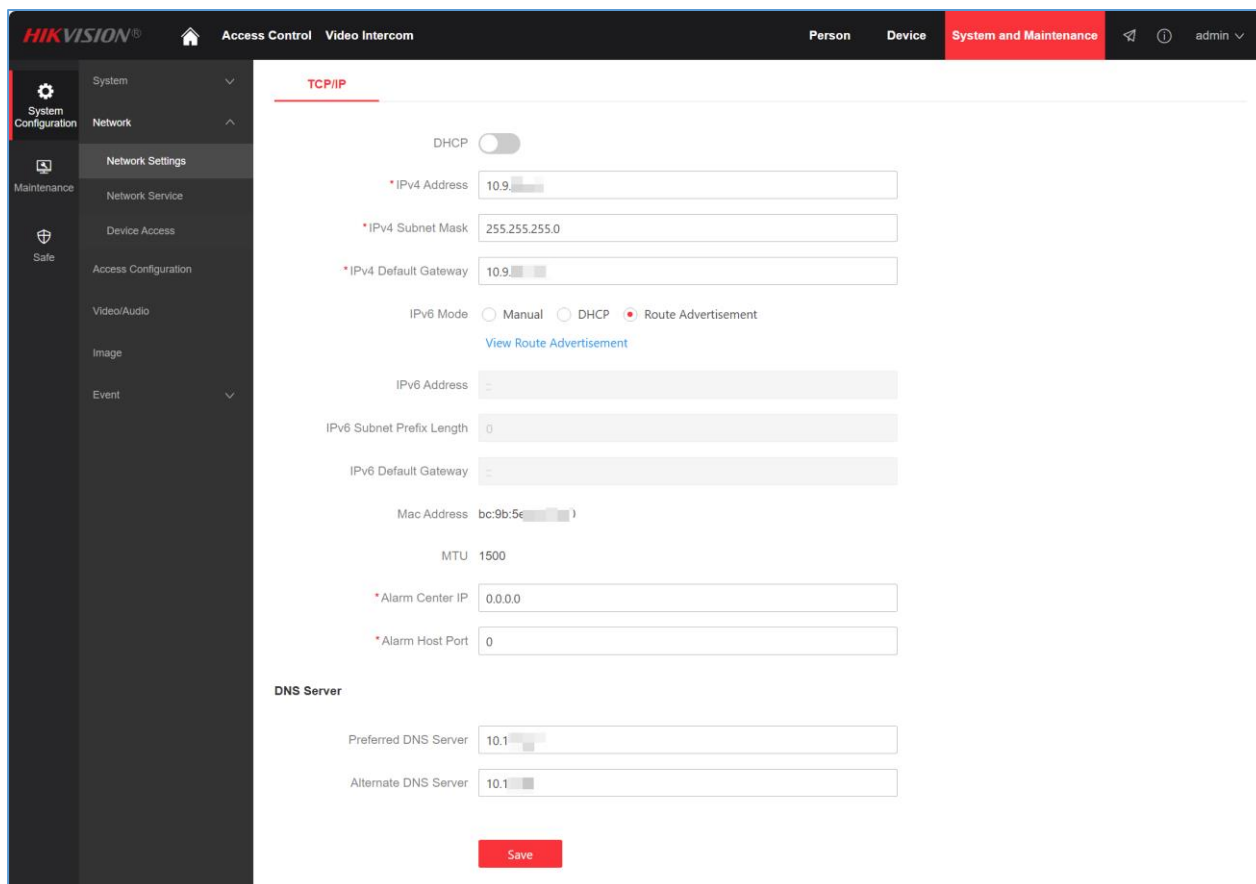 HIKVISION®
Access Control Video Intercom Person Device System and Maintenance admin
System Configuration
Maintenance
Safe
System
Network
Network Settings
Network Service
Device Access
Access Configuration
Video/Audio
Image
Event
TCP/IP
DHCP
*IPv4 Address 10.9.
*IPv4 Subnet Mask 255.255.255.0
*IPv4 Default Gateway 10.9.
IPv6 Mode Manual DHCP Route Advertisement
View Route Advertisement
IPv6 Address ::
IPv6 Subnet Prefix Length 0
IPv6 Default Gateway ::
Mac Address bc:9b:5e
MTU 1500
*Alarm Center IP 0.0.0.0
*Alarm Host Port 0
DNS Server
Preferred DNS Server 10.1
Alternate DNS Server 10.1
Save